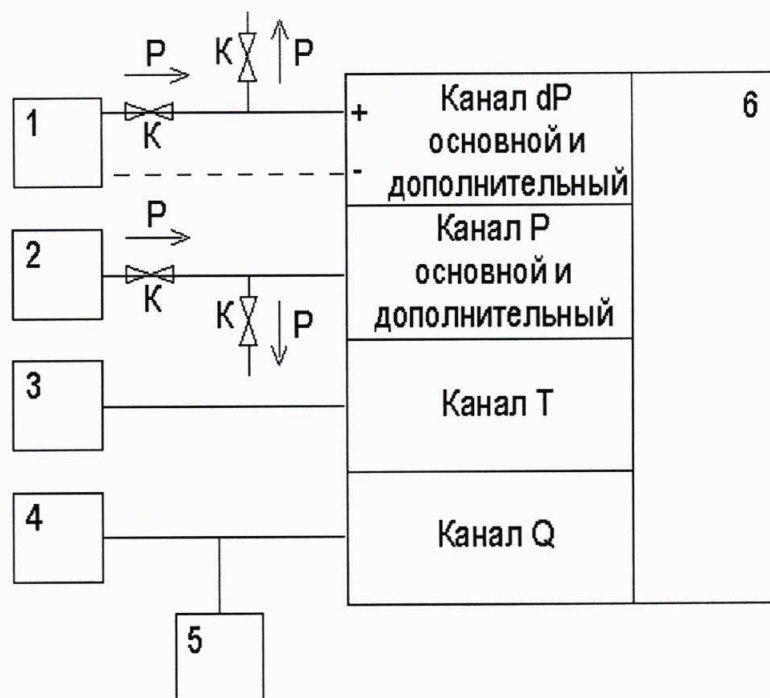 К
Р
Р
1
К
+
-
Канал dP
основной и
дополнительный
6
Р
2
К
К
Р
Канал Р
основной и
дополнительный
3
Канал Т
4
Канал Q
5